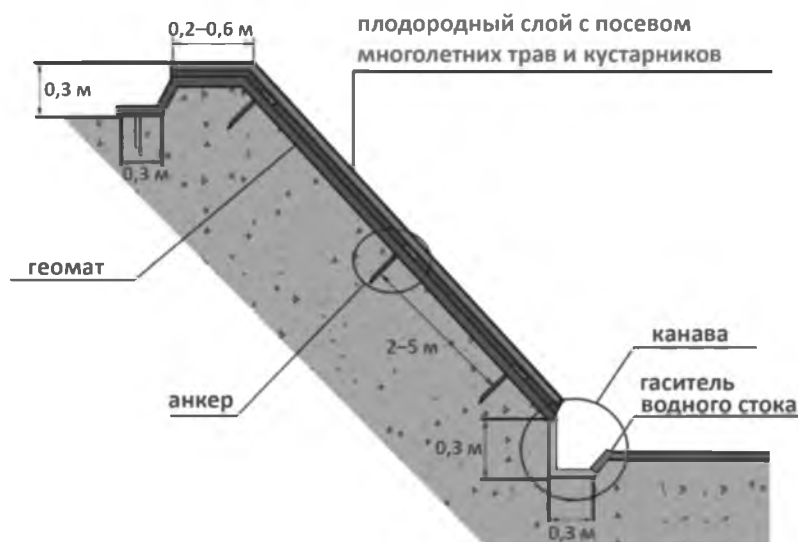 0,2–0,6 м
плодородный слой с посевом
многолетних трав и кустарников
0,3 м
0,3 м
геомат
2–5 м
анкер
канава
гаситель
водного стока
0,3 м
0,3 м